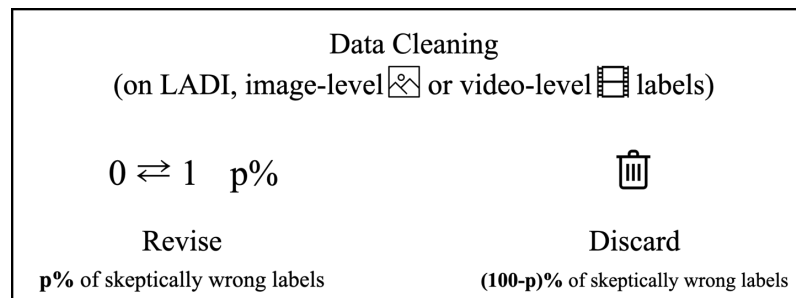 Data Cleaning
(on LADI, image-level or video-level labels)
0 ⇄ 1 p%
Revise
p% of skeptically wrong labels
Discard
(100-p)% of skeptically wrong labels